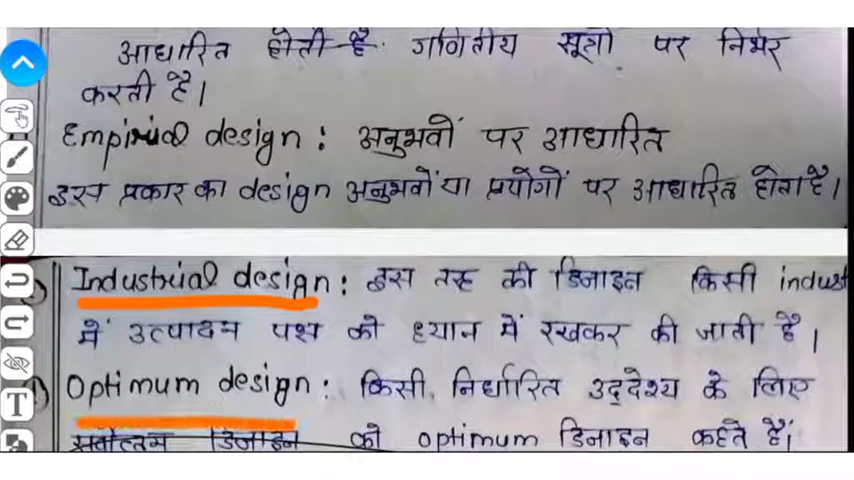 आधारित होती है. गणितीय सूत्रों पर निर्भर
करती है।
Empirical design: अनुभवों पर आधारित
इस प्रकार का design अनुभवों या प्रयोगों पर आधारित होता है।
Industrial design: इस तरह की डिजाइन किसी indust
में उत्पादन पक्ष को ध्यान में रखकर की जाती है।
Optimum design: किसी, निर्धारित उद्देश्य के लिए
सर्वोत्तम डिजाइन को optimum डिजाइन कहते हैं।
T